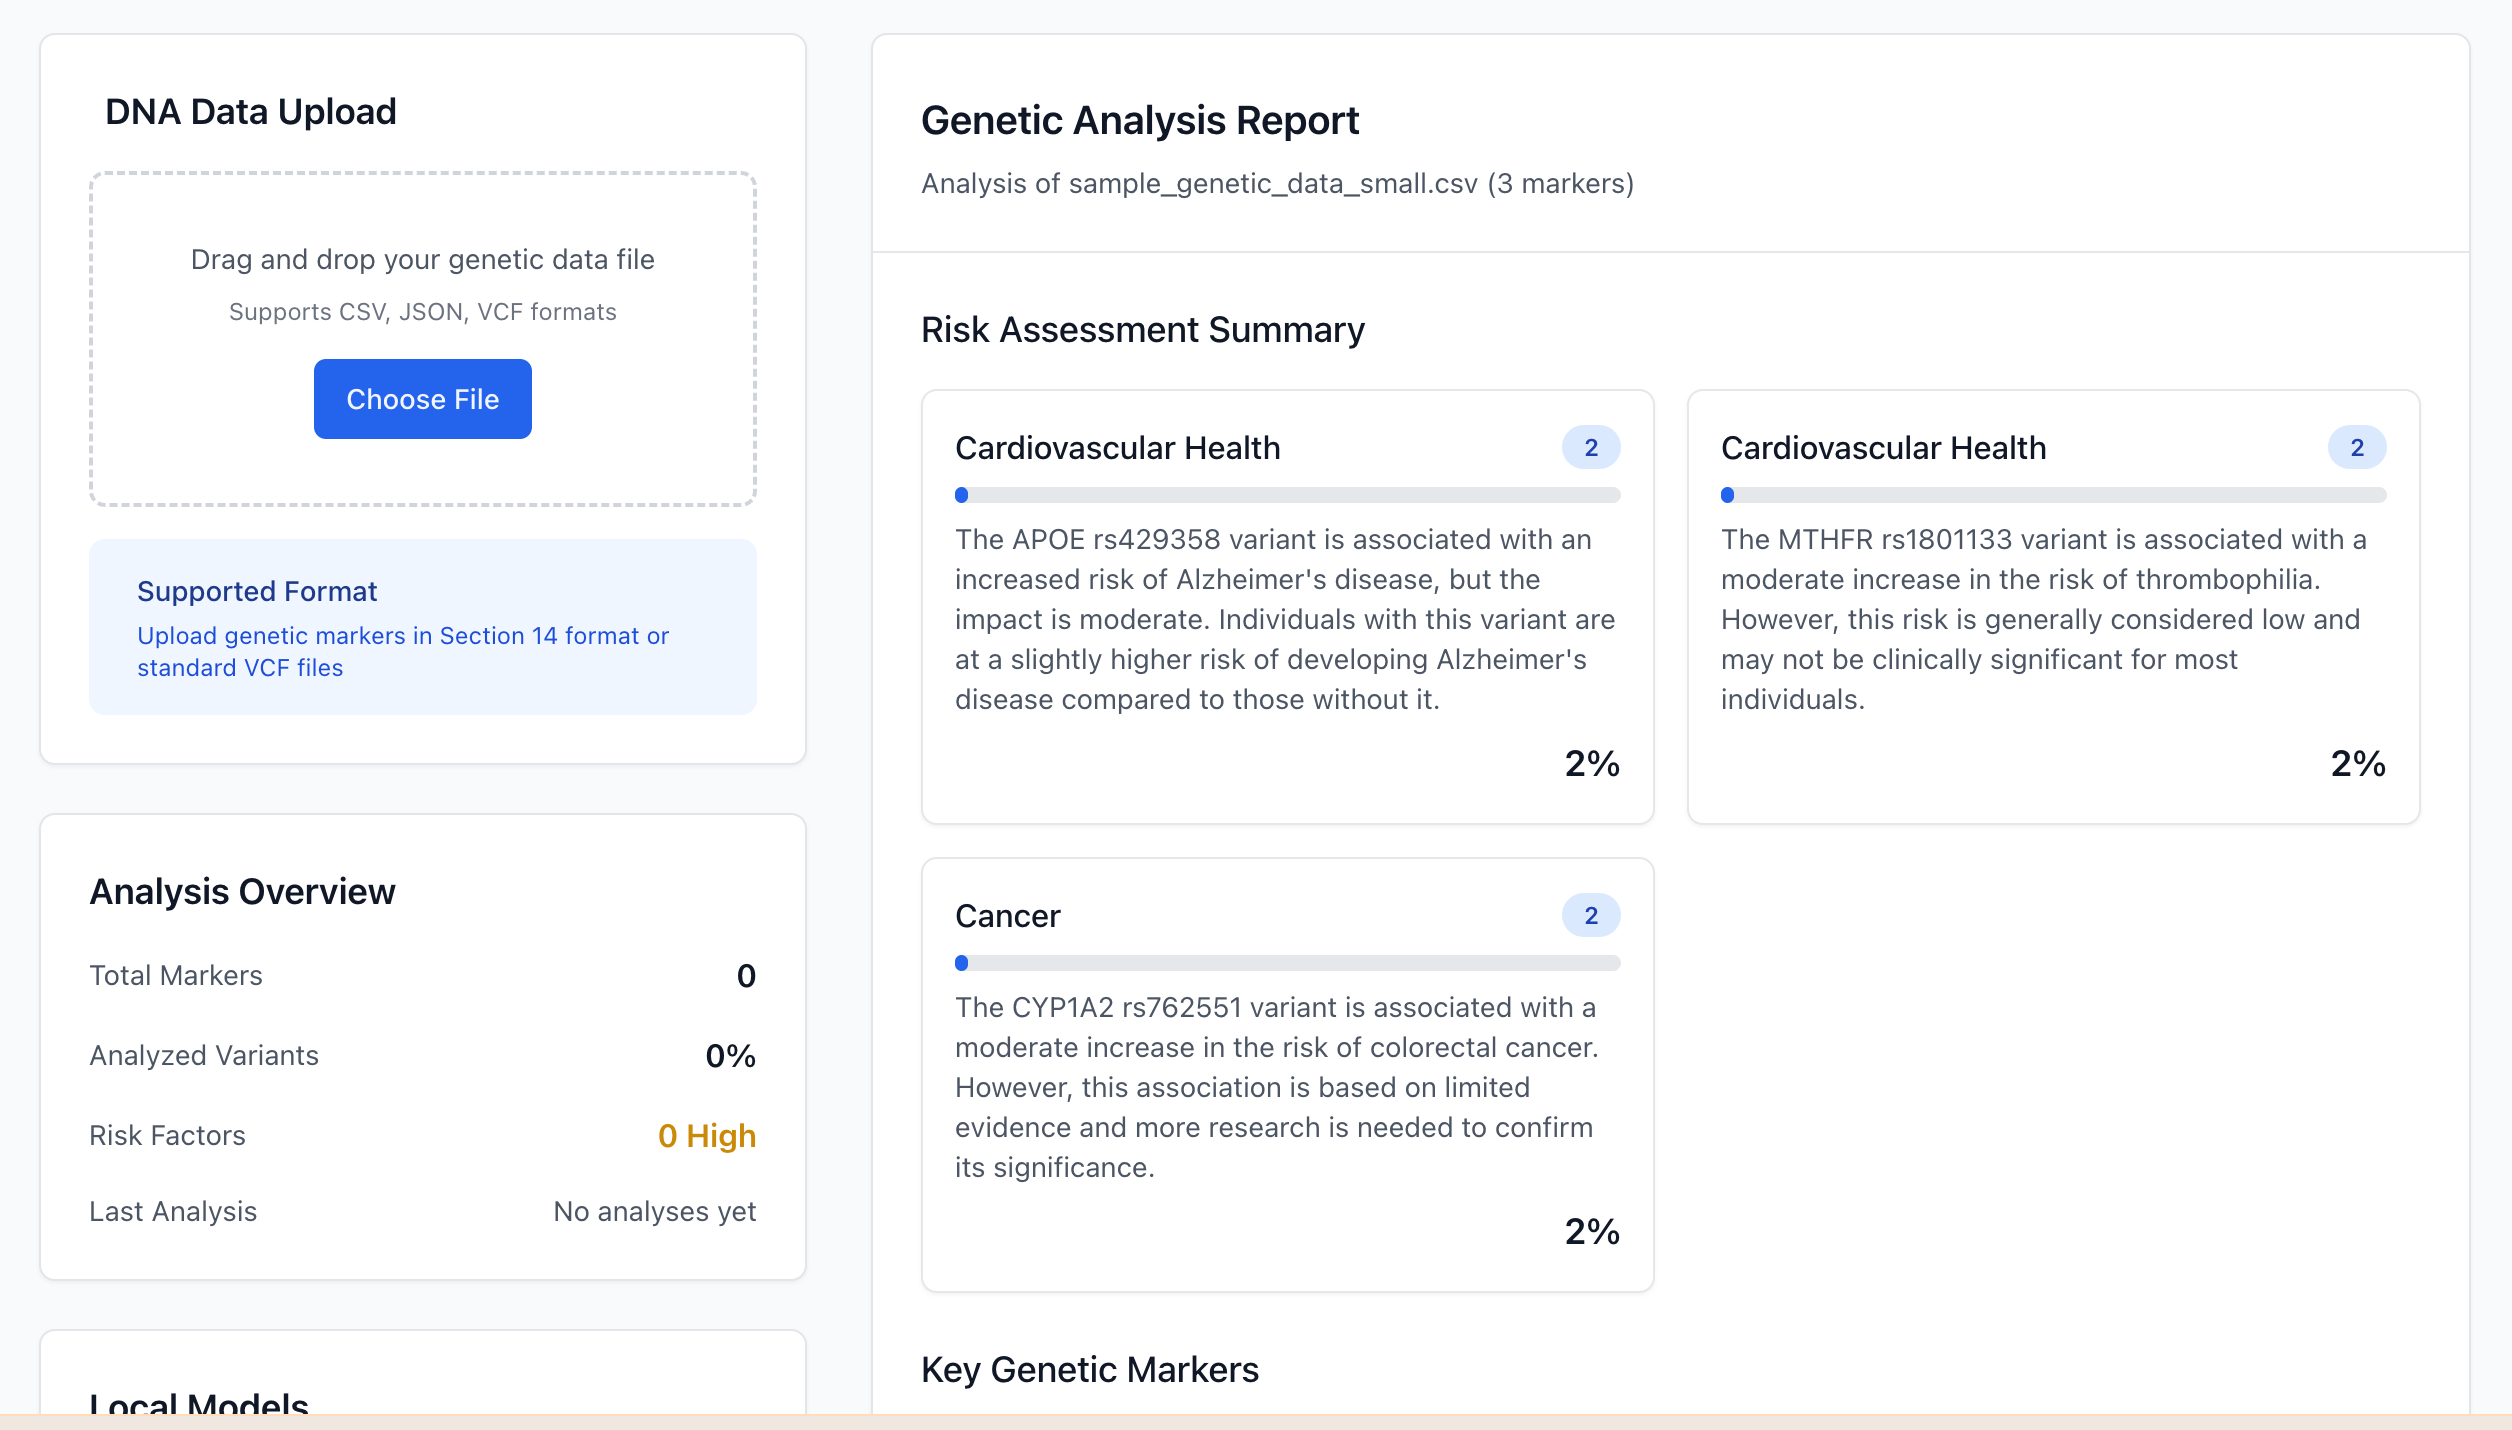 DNA Data Upload
Drag and drop your genetic data file
Supports CSV, JSON, VCF formats
Choose File
Supported Format
Upload genetic markers in Section 14 format or
standard VCF files
Analysis Overview
Total Markers 0
Analyzed Variants 0%
Risk Factors 0 High
Last Analysis No analyses yet
Local Models
Genetic Analysis Report
Analysis of sample_genetic_data_small.csv (3 markers)
Risk Assessment Summary
Cardiovascular Health 2
The APOE rs429358 variant is associated with an
increased risk of Alzheimer's disease, but the
impact is moderate. Individuals with this variant are
at a slightly higher risk of developing Alzheimer's
disease compared to those without it.
2%
Cardiovascular Health 2
The MTHFR rs1801133 variant is associated with a
moderate increase in the risk of thrombophilia.
However, this risk is generally considered low and
may not be clinically significant for most
individuals.
2%
Cancer 2
The CYP1A2 rs762551 variant is associated with a
moderate increase in the risk of colorectal cancer.
However, this association is based on limited
evidence and more research is needed to confirm
its significance.
2%
Key Genetic Markers